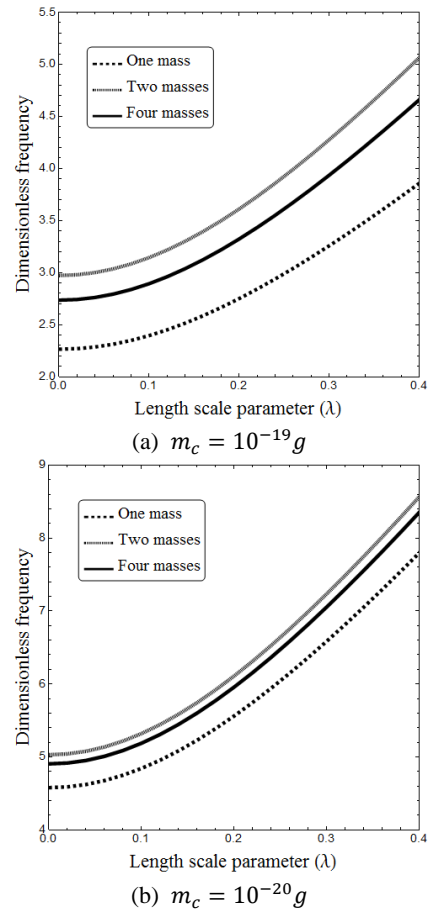 5.5
5.0
4.5
4.0
3.5
3.0
2.5
2.0
Dimensionless frequency
One mass
Two masses
Four masses
0.0 0.1 0.2 0.3 0.4
Length scale parameter (λ)
(a) m_c = 10⁻¹⁹g
9
8
7
6
5
4
Dimensionless frequency
One mass
Two masses
Four masses
0.0 0.1 0.2 0.3 0.4
Length scale parameter (λ)
(b) m_c = 10⁻²⁰g